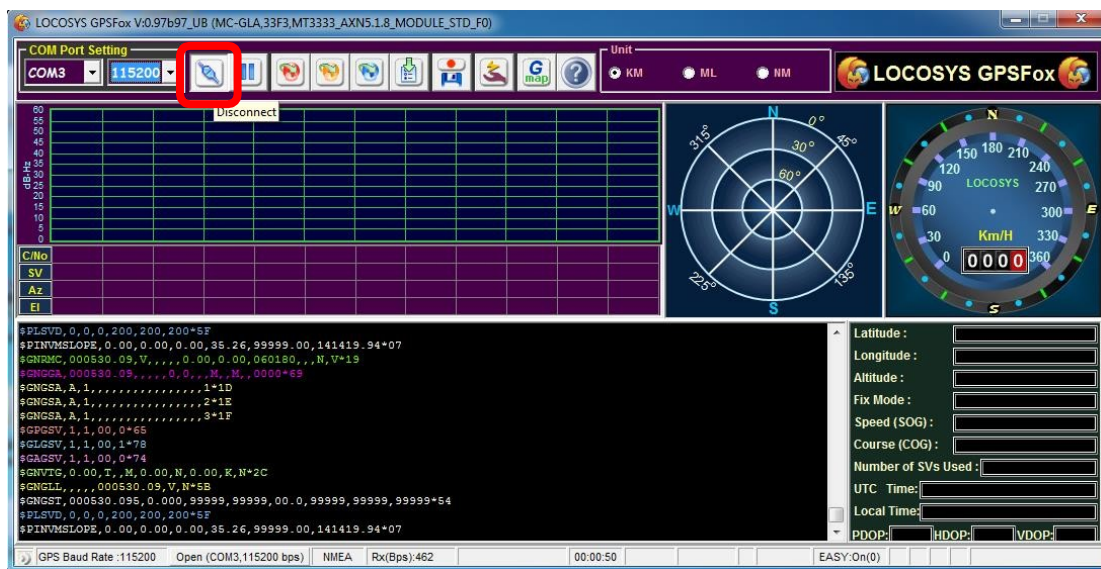 LOCOSYS GPSFox V:0.97b97_UB (MC-GLA,33F3,MT3333_AXN5.1.8_MODULE_STD_F0)
COM Port Setting
COM3 115200
Disconnect
Gmap
Unit
KM ML NM
LOCOSYS GPSFox
60
55
50
45
40
35
30
25
20
15
10
5
0
dB-Hz
C/No
SV
Az
El
N
0°
45°
E
135°
S
225°
W
315°
30°
60°
N
E
S
W
0
30
60
90
120
150
180
210
240
270
300
330
360
LOCOSYS
Km/H
0000
$PLSVD,0,0,0,200,200,200*5F
$PINVMSLOPE,0.00,0.00,0.00,35.26,99999.00,141419.94*07
$GNRMC,000530.09,V,,,,,0.00,0.00,060180,,,N,V*19
$GNGGA,000530.09,,,,,0,0,,,M,,M,,0000*69
$GNGSA,A,1,,,,,,,,,,,,,,,,1*1D
$GNGSA,A,1,,,,,,,,,,,,,,,,2*1E
$GNGSA,A,1,,,,,,,,,,,,,,,,3*1F
$GPGSV,1,1,00,0*65
$GLGSV,1,1,00,1*78
$GAGSV,1,1,00,0*74
$GNVTG,0.00,T,,M,0.00,N,0.00,K,N*2C
$GNGLL,,,,,000530.09,V,N*5B
$GNGST,000530.095,0.000,99999,99999,00.0,99999,99999,99999*54
$PLSVD,0,0,0,200,200,200*5F
$PINVMSLOPE,0.00,0.00,0.00,35.26,99999.00,141419.94*07
Latitude :
Longitude :
Altitude :
Fix Mode :
Speed (SOG) :
Course (COG) :
Number of SVs Used :
UTC Time:
Local Time:
PDOP: HDOP: VDOP:
GPS Baud Rate :115200 Open (COM3,115200 bps) NMEA Rx(Bps):462 00:00:50 EASY:On(0)